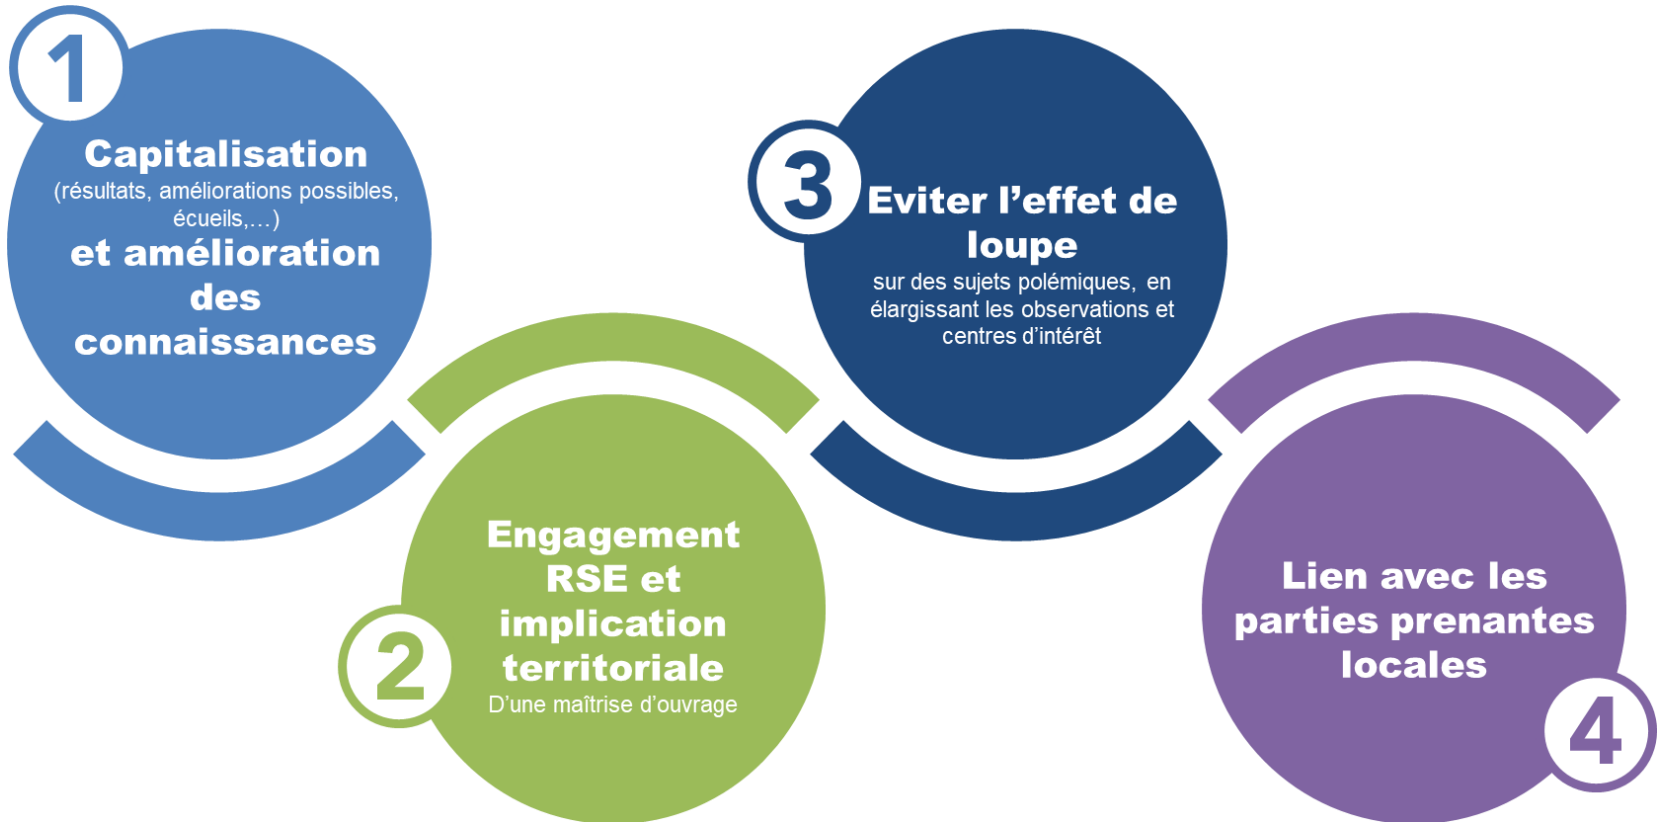 1
Capitalisation
(résultats, améliorations possibles,
écueils,…)
et amélioration
des
connaissances
2
Engagement
RSE et
implication
territoriale
D’une maîtrise d’ouvrage
3
Eviter l’effet de
loupe
sur des sujets polémiques, en
élargissant les observations et
centres d’intérêt
4
Lien avec les
parties prenantes
locales